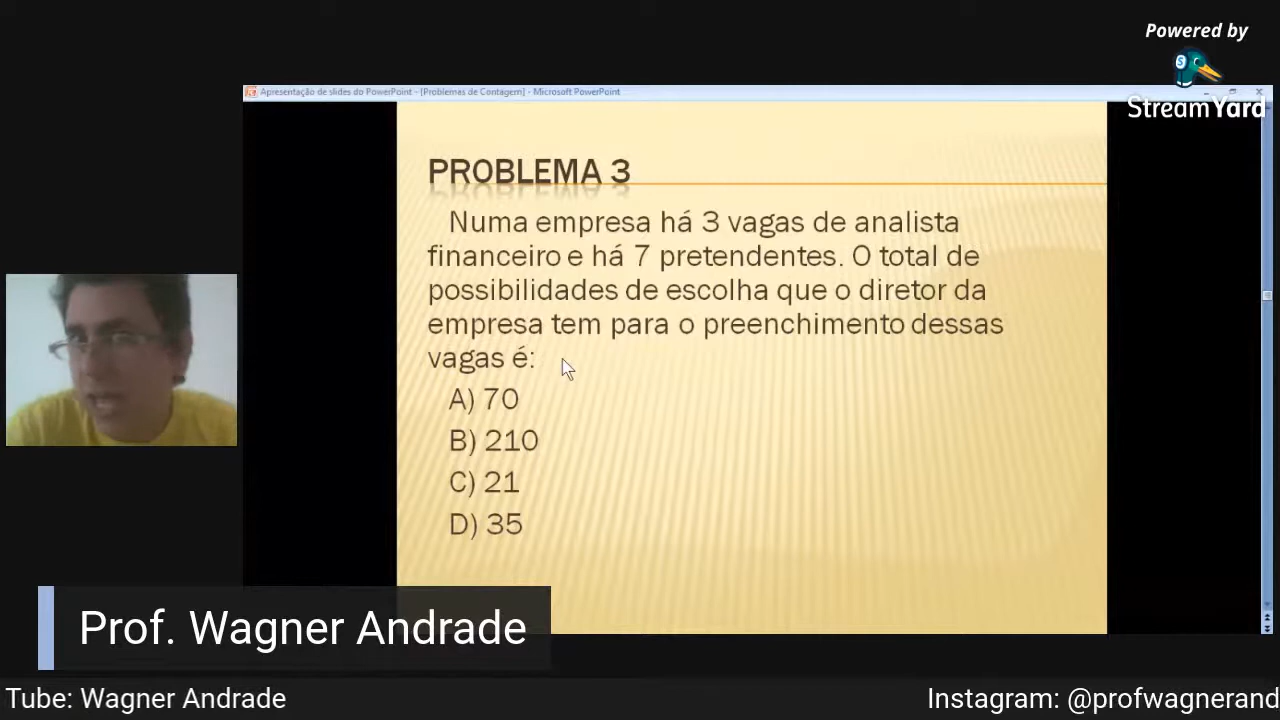 Powered by
StreamYard
Apresentação de slides do PowerPoint - [Problemas de Contagem] - Microsoft PowerPoint
PROBLEMA 3
Numa empresa há 3 vagas de analista
financeiro e há 7 pretendentes. O total de
possibilidades de escolha que o diretor da
empresa tem para o preenchimento dessas
vagas é:
A) 70
B) 210
C) 21
D) 35
Prof. Wagner Andrade
Tube: Wagner Andrade
Instagram: @profwagnerand